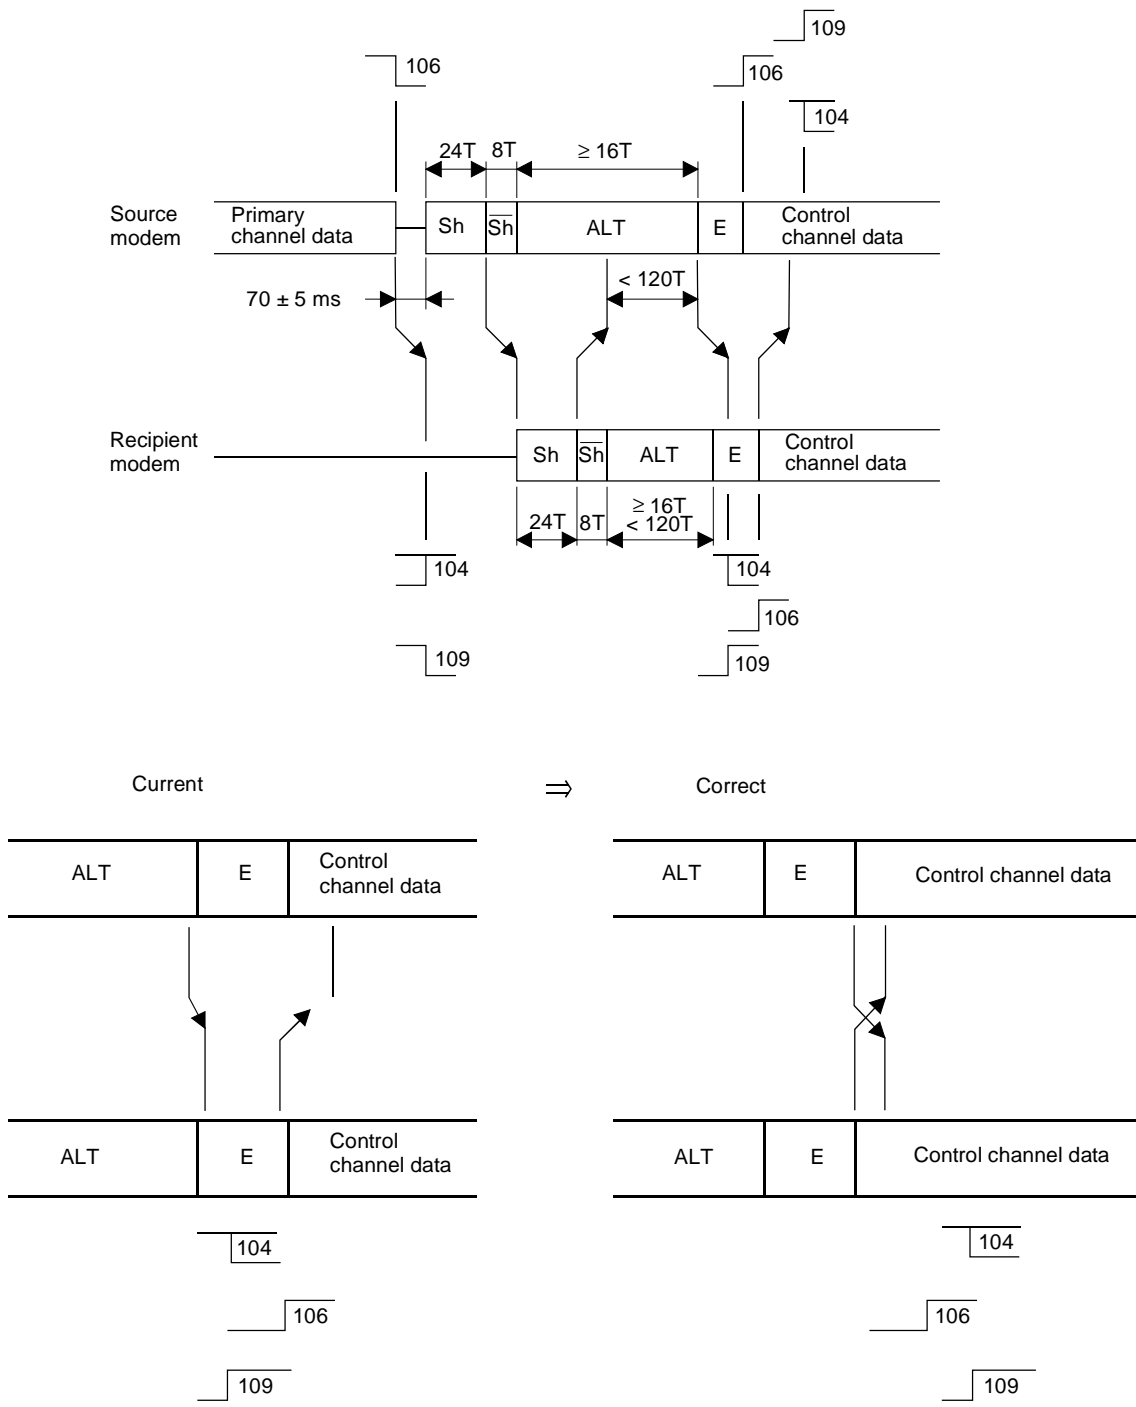 109
106
106
104
24T
8T
≥ 16T
Source
modem
Primary
channel data
Sh
S̅h̅
ALT
E
Control
channel data
< 120T
70 ± 5 ms
Recipient
modem
Sh
S̅h̅
ALT
E
Control
channel data
24T
8T
≥ 16T
< 120T
104
104
106
109
109
Current
⇒
Correct
ALT
E
Control
channel data
ALT
E
Control channel data
ALT
E
Control
channel data
ALT
E
Control channel data
104
104
106
106
109
109